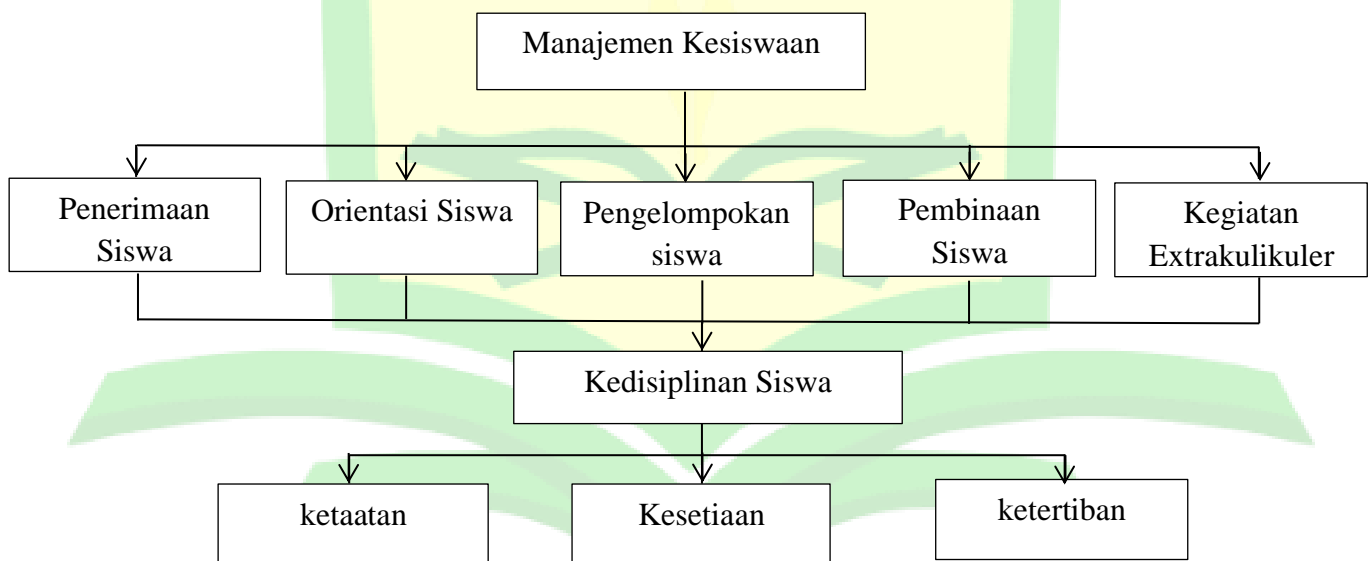 Manajemen Kesiswaan
Penerimaan
Siswa
Orientasi Siswa
Pengelompokan
siswa
Pembinaan
Siswa
Kegiatan
Extrakulikuler
Kedisiplinan Siswa
ketaatan
Kesetiaan
ketertiban